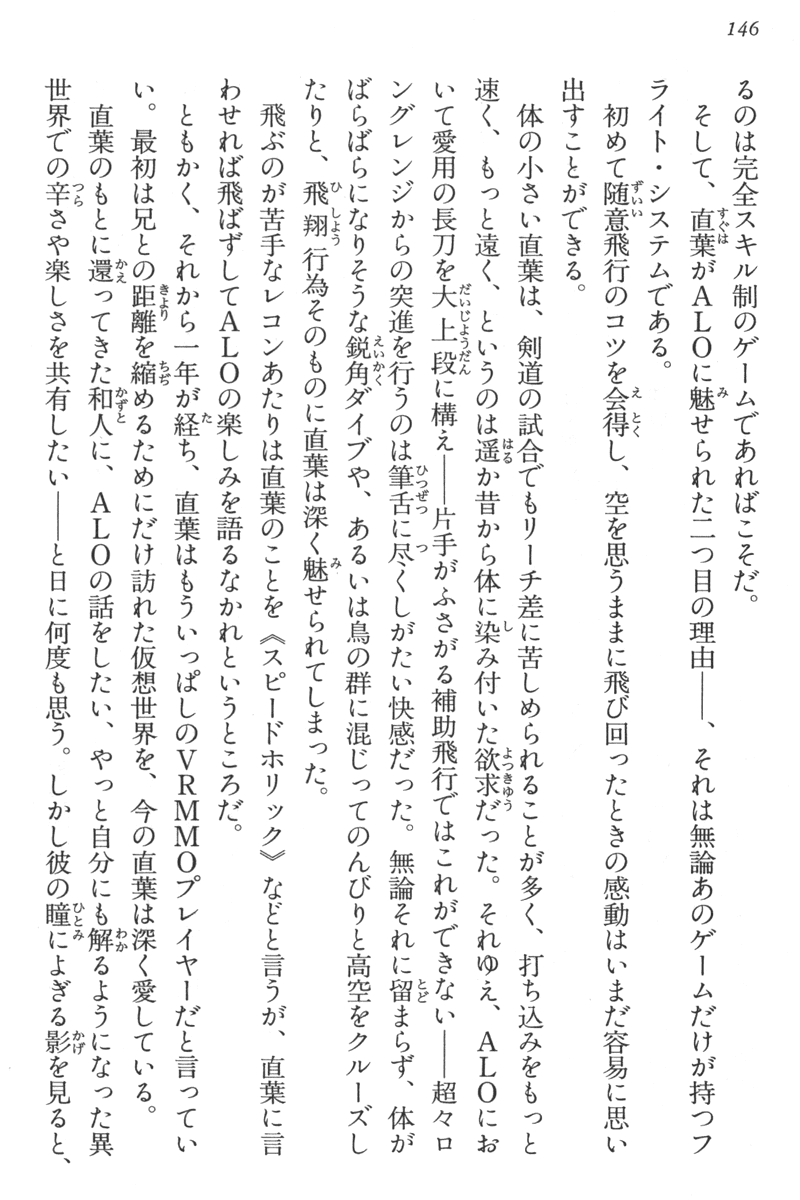 146
るのは完全スキル制のゲームであればこそだ。
そして、直葉がALOに魅せられた二つ目の理由――、それは無論あのゲームだけが持つフ
ライト・システムである。
初めて随意飛行のコツを会得し、空を思うままに飛び回ったときの感動はいまだ容易に思い
出すことができる。
体の小さい直葉は、剣道の試合でもリーチ差に苦しめられることが多く、打ち込みをもっと
速く、もっと遠く、というのは遥か昔から体に染み付いた欲求だった。それゆえ、ALOにお
いて愛用の長刀を大上段に構え――片手がふさがる補助飛行ではこれができない――超々ロ
ングレンジからの突進を行うのは筆舌に尽くしがたい快感だった。無論それに留まらず、体が
ばらばらになりそうな鋭角ダイブや、あるいは鳥の群に混じってのんびりと高空をクルーズし
たりと、飛翔行為そのものに直葉は深く魅せられてしまった。
飛ぶのが苦手なレコンあたりは直葉のことを《スピードホリック》などと言うが、直葉に言
わせれば飛ばずしてALOの楽しみを語るなかれというところだ。
ともかく、それから一年が経ち、直葉はもういっぱしのVRMMOプレイヤーだと言ってい
い。最初は兄との距離を縮めるためにだけ訪れた仮想世界を、今の直葉は深く愛している。
直葉のもとに還ってきた和人に、ALOの話をしたい、やっと自分にも解るようになった異
世界での辛さや楽しさを共有したい――と日に何度も思う。しかし彼の瞳によぎる影を見ると、